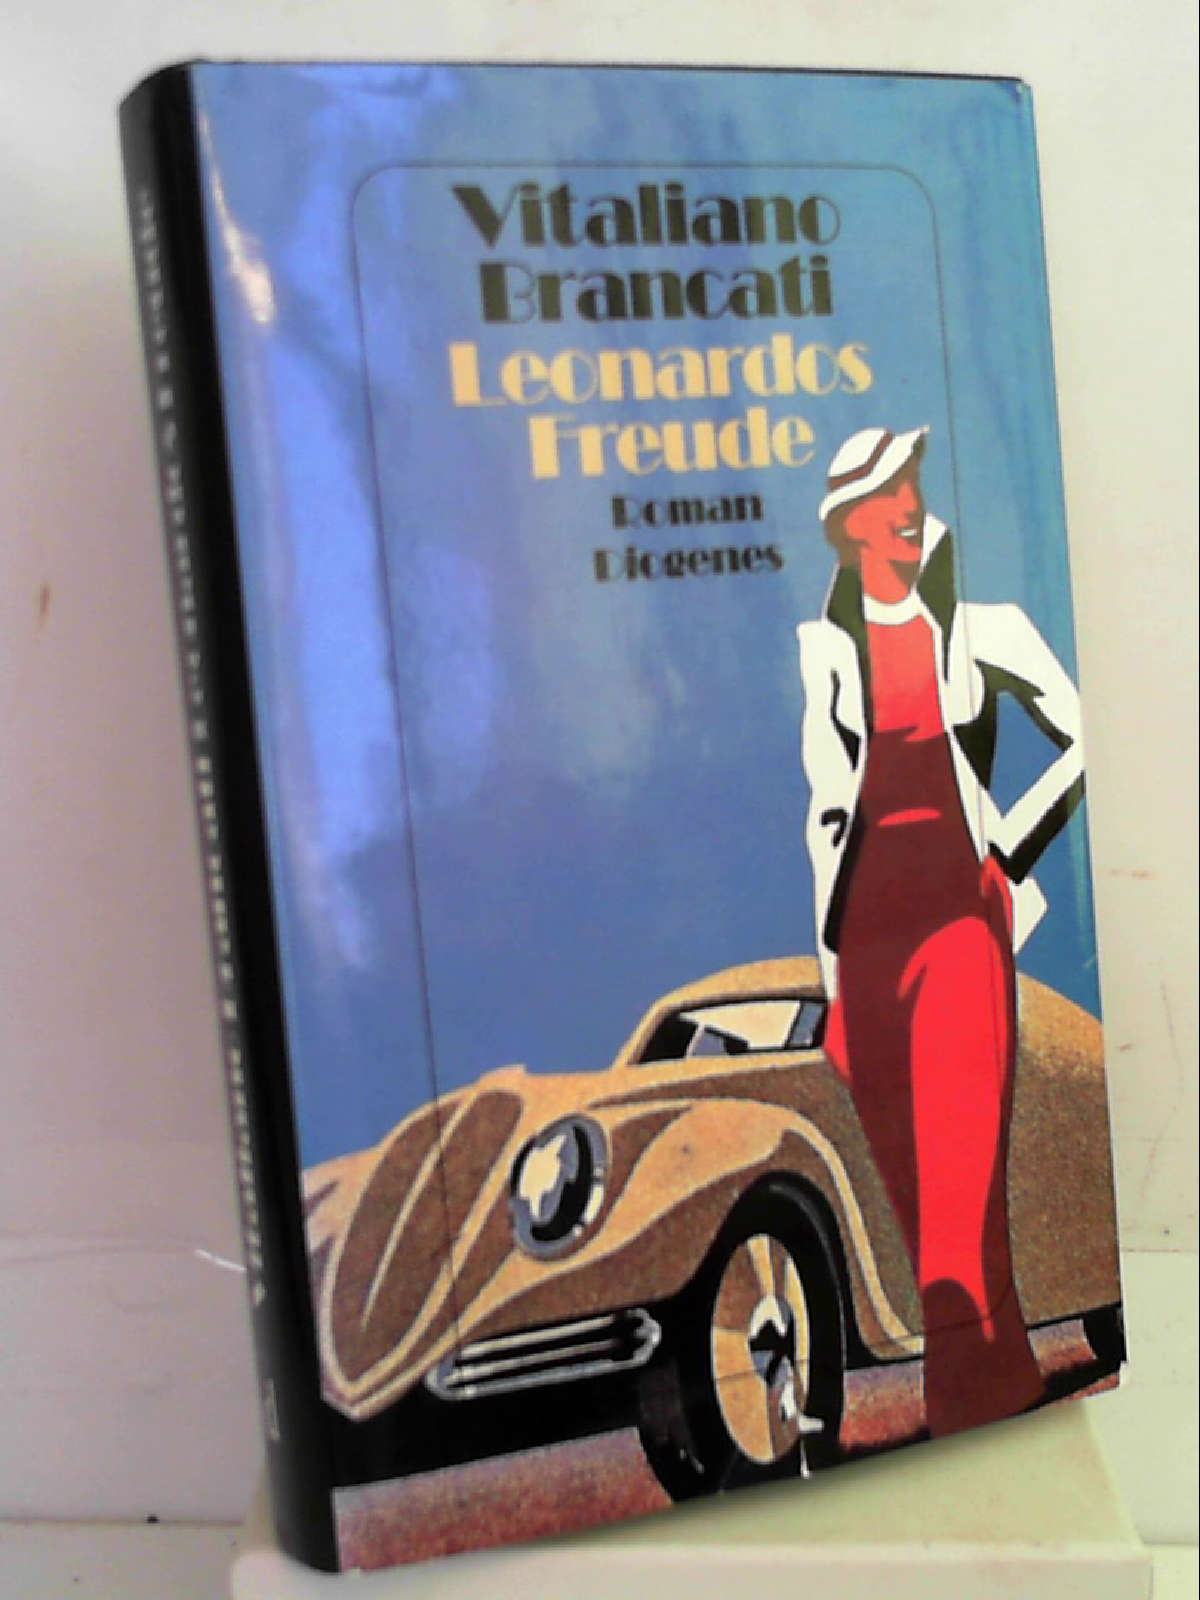 Vitaliano
Brancati
Leonardos
Freude
Roman
Diogenes